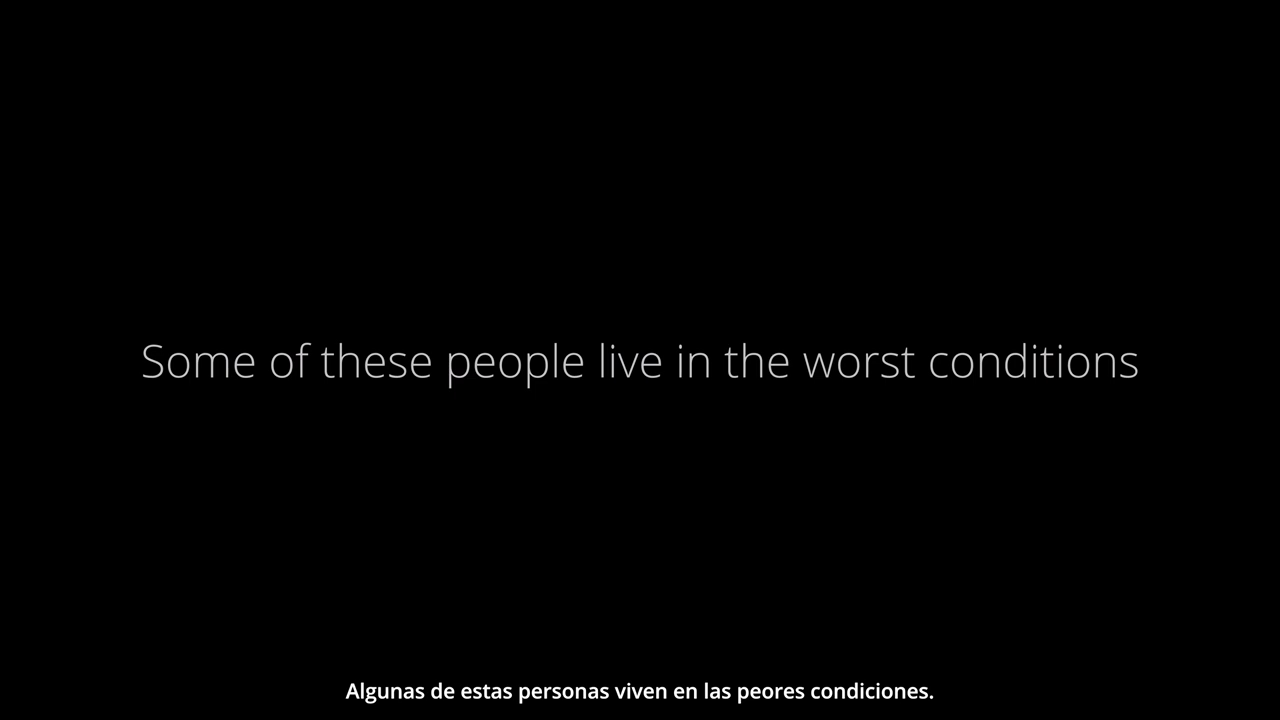 Some of these people live in the worst conditions
Algunas de estas personas viven en las peores condiciones.